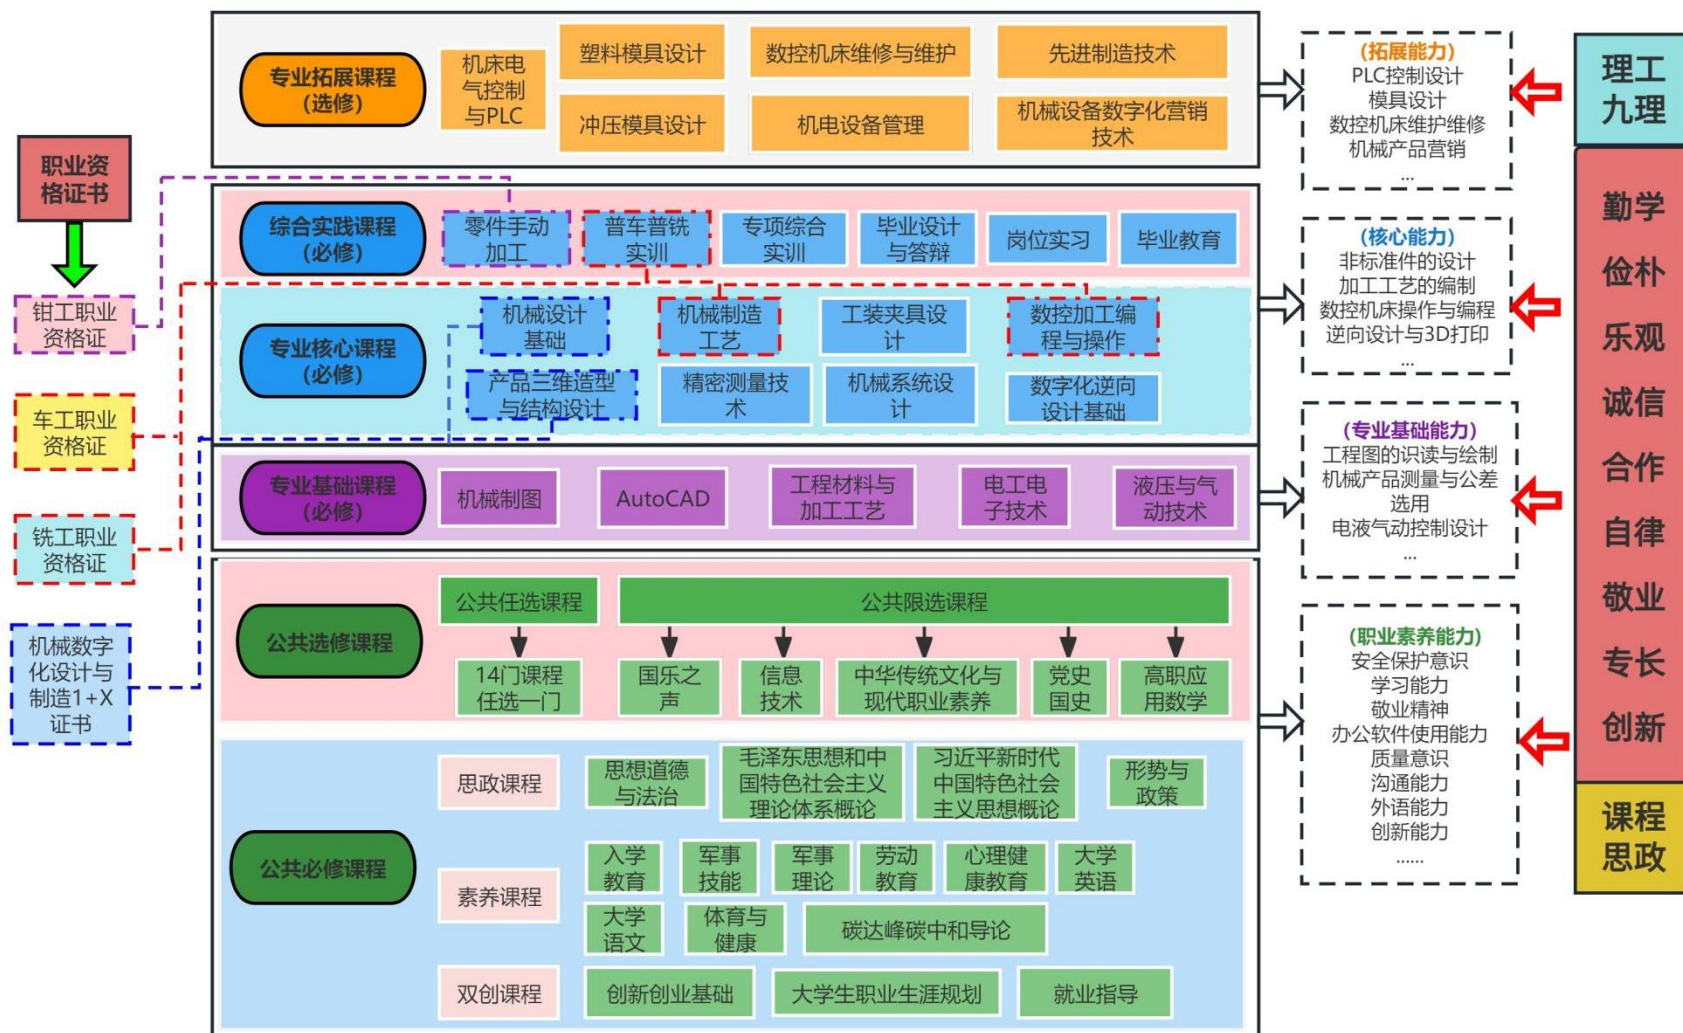 专业拓展课程
(选修)
机床电
气控制
与PLC
塑料模具设计
数控机床维修与维护
先进制造技术
冲压模具设计
机电设备管理
机械设备数字化营销
技术
(拓展能力)
PLC控制设计
模具设计
数控机床维护维修
机械产品营销
...
理工
九理
职业资
格证书
综合实践课程
(必修)
零件手动
加工
普车普铣
实训
专项综合
实训
毕业设计
与答辩
岗位实习
毕业教育
(核心能力)
非标准件的设计
加工工艺的编制
数控机床操作与编程
逆向设计与3D打印
...
勤学
俭朴
乐观
诚信
合作
自律
敬业
专长
创新
钳工职业
资格证
专业核心课程
(必修)
机械设计
基础
机械制造
工艺
工装夹具设
计
数控加工编
程与操作
产品三维造型
与结构设计
精密测量技
术
机械系统设
计
数字化逆向
设计基础
车工职业
资格证
专业基础课程
(必修)
机械制图
AutoCAD
工程材料与
加工工艺
电工电
子技术
液压与气
动技术
(专业基础能力)
工程图的识读与绘制
机械产品测量与公差
选用
电液气动控制设计
...
铣工职业
资格证
机械数字
化设计与
制造1+X
证书
公共选修课程
公共任选课程
公共限选课程
14门课程
任选一门
国乐之
声
信息
技术
中华传统文化与
现代职业素养
党史
国史
高职应
用数学
(职业素养能力)
安全保护意识
学习能力
敬业精神
办公软件使用能力
质量意识
沟通能力
外语能力
创新能力
......
公共必修课程
思政课程
思想道德
与法治
毛泽东思想和中
国特色社会主义
理论体系概论
习近平新时代
中国特色社会
主义思想概论
形势与
政策
素养课程
入学
教育
军事
技能
军事
理论
劳动
教育
心理健
康教育
大学
英语
大学
语文
体育与
健康
碳达峰碳中和导论
双创课程
创新创业基础
大学生职业生涯规划
就业指导
课程
思政